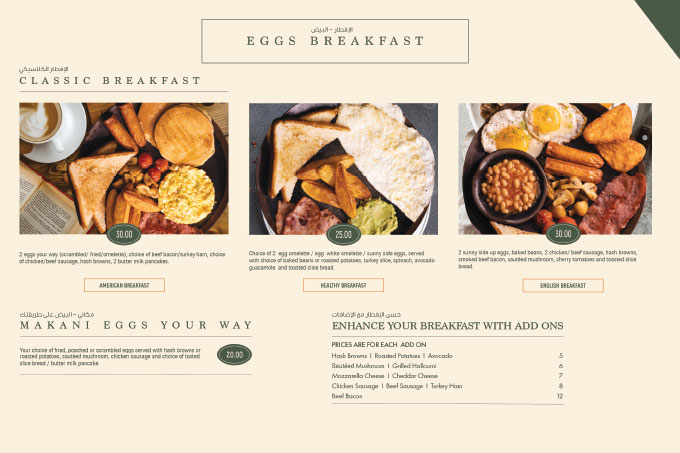 الإفطار - البيض
EGGS BREAKFAST
الإفطار الكلاسيكي
CLASSIC BREAKFAST
30.00
2 eggs your way (scrambled/ fried/omelete), choice of beef bacon/turkey ham, choice
of chicken/beef sausage, hash browns, 2 butter milk pancakes.
AMERICAN BREAKFAST
25.00
Choice of 2 egg omelette / egg white omelette / sunny side eggs, served
with choice of baked beans or roasted potatoes, turkey slice, spinach, avocado
guacamole and toasted slice bread.
HEALTHY BREAKFAST
30.00
2 sunny side up eggs, baked beans, 2 chicken/ beef sausage, hash browns,
smoked beef bacon, sautéed mushroom, cherry tomatoes and toasted slice
bread.
ENGLISH BREAKFAST
مكاني - البيض على طريقتك
MAKANI EGGS YOUR WAY
Your choice of fried, poached or scrambled eggs served with hash browns or
roasted potatoes, sautéed mushroom, chicken sausage and choice of tosted
slice bread / butter milk pancake.
20.00
حسن الإفطار مع الإضافات
ENHANCE YOUR BREAKFAST WITH ADD ONS
PRICES ARE FOR EACH ADD ON
Hash Browns | Roasted Potatoes | Avocado 5
Sautéed Mushrooms | Grilled Halloumi 6
Mozzarella Cheese | Cheddar Cheese 7
Chicken Sausage | Beef Sausage | Turkey Ham 8
Beef Bacon 12